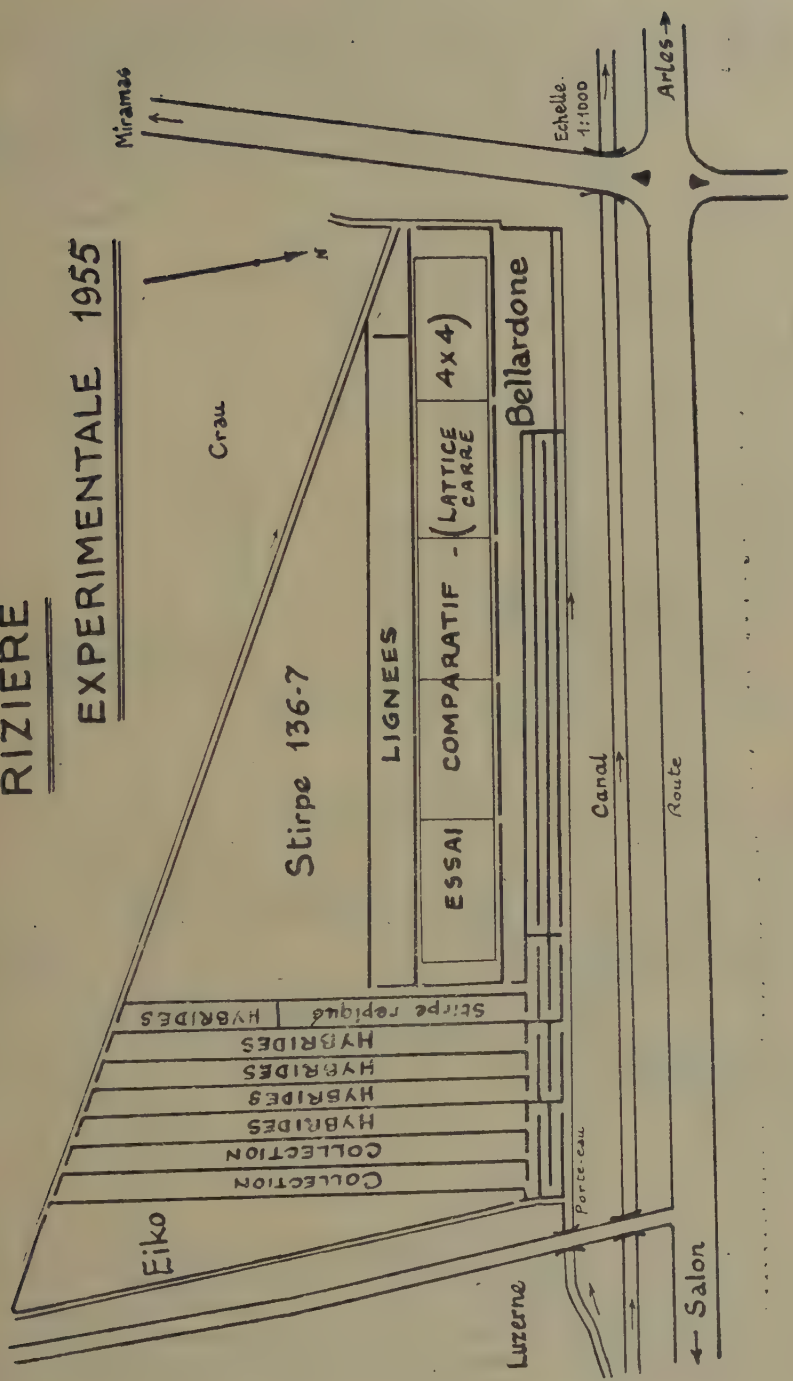 RIZIERE
EXPERIMENTALE 1955
Miramas
N
Crau
Stirpe 136-7
Eiko
LIGNEES
ESSAI COMPARATIF - (LATTICE CARRE 4x4)
Bellardone
HYBRIDES
Stirpe repiqué
HYBRIDES
HYBRIDES
HYBRIDES
HYBRIDES
COLLECTION
COLLECTION
Luzerne
Porte-eau
Canal
Route
Echelle.
1:1000
← Salon
Arles →